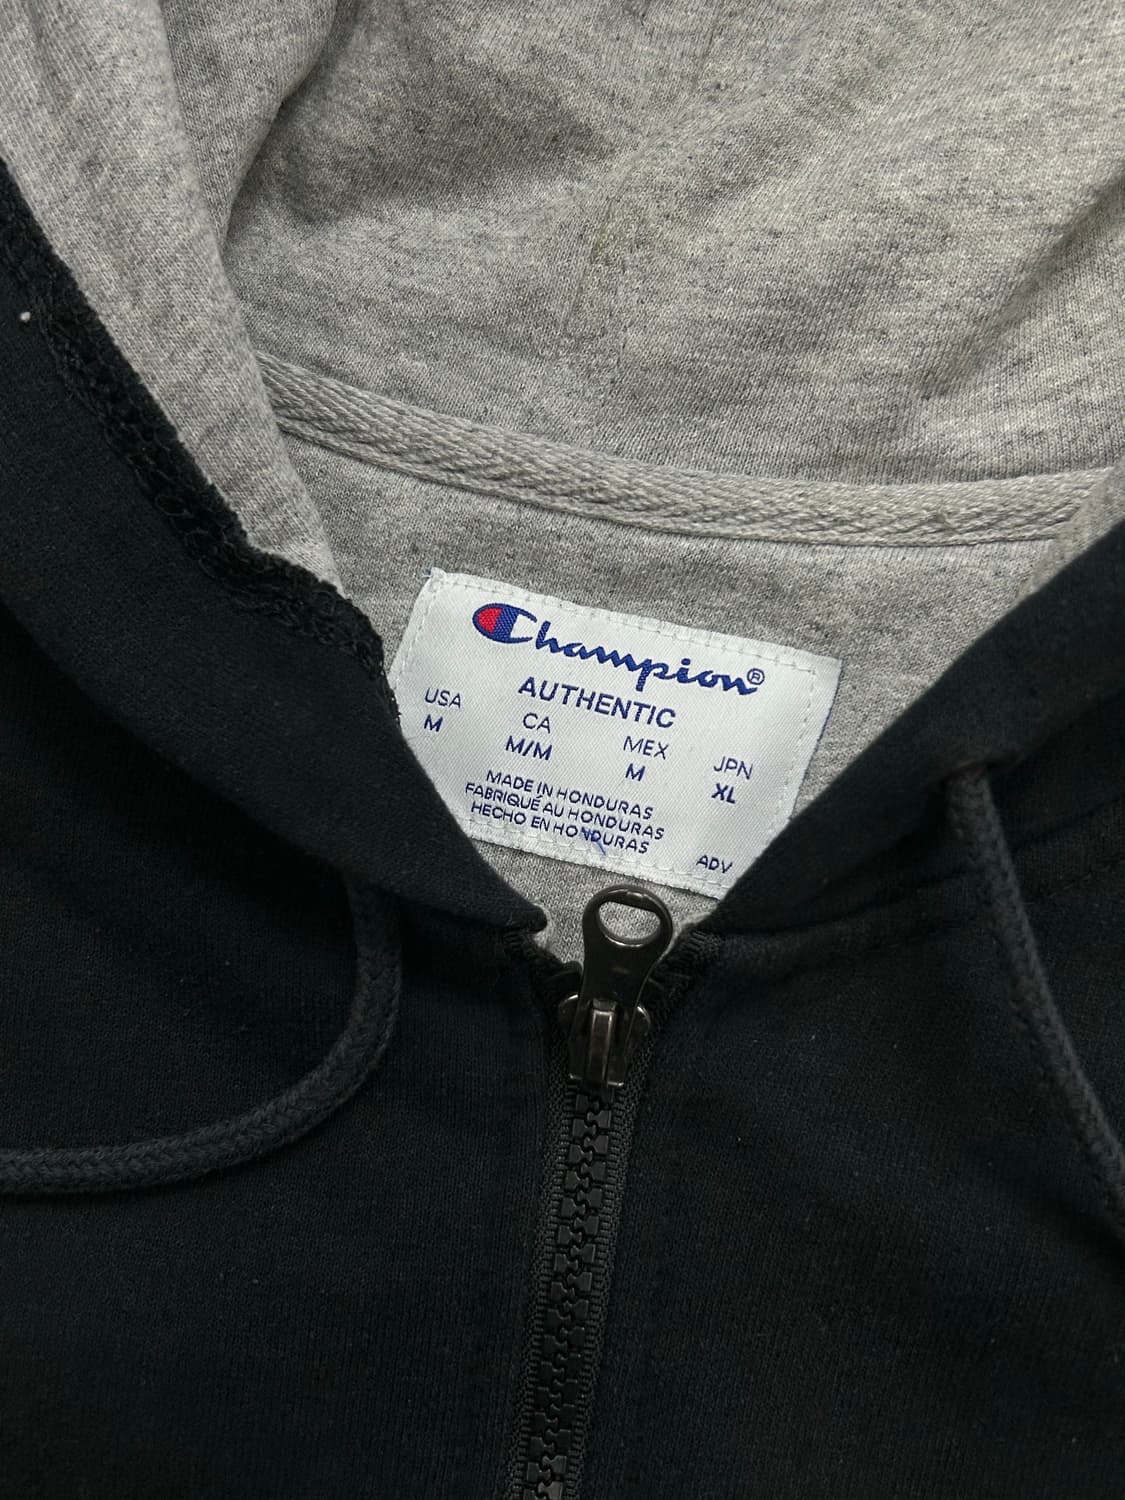 Champion®
AUTHENTIC
USA CA MEX JPN
M M/M M XL
MADE IN HONDURAS
FABRIQUÉ AU HONDURAS
HECHO EN HONDURAS
ADV